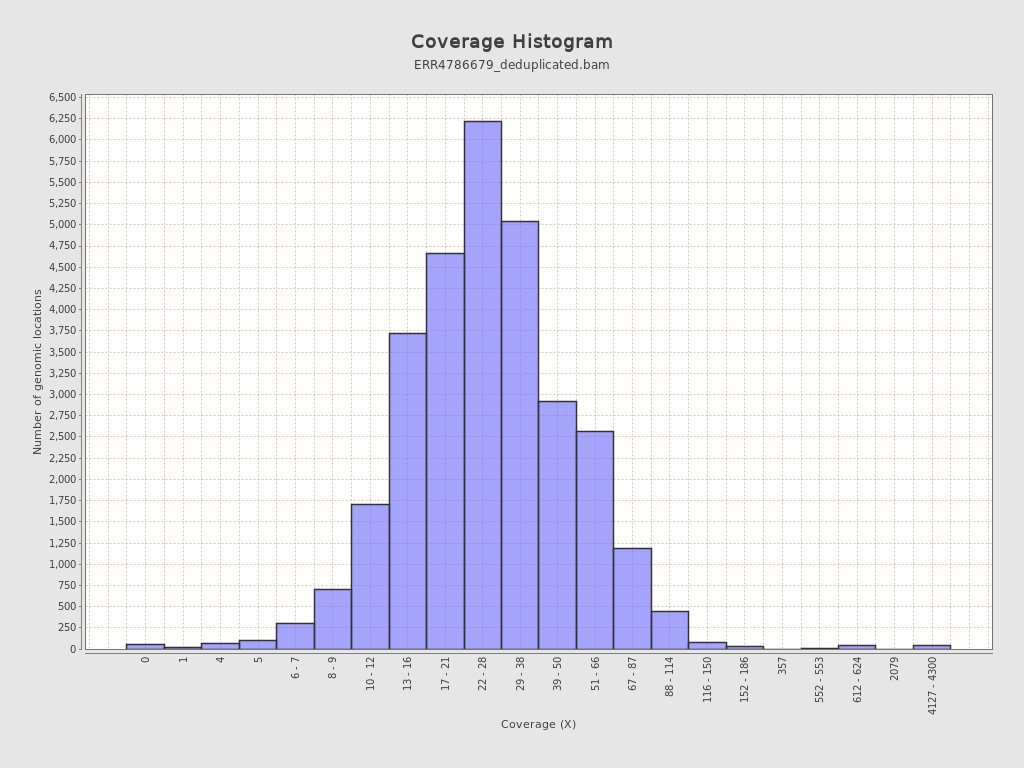 Coverage Histogram
ERR4786679_deduplicated.bam
6,500
6,250
6,000
5,750
5,500
5,250
5,000
4,750
4,500
4,250
4,000
3,750
3,500
3,250
3,000
2,750
2,500
2,250
2,000
1,750
1,500
1,250
1,000
750
500
250
0
Number of genomic locations
0
1
4
5
6 - 7
8 - 9
10 - 12
13 - 16
17 - 21
22 - 28
29 - 38
39 - 50
51 - 66
67 - 87
88 - 114
116 - 150
152 - 186
357
552 - 553
612 - 624
2079
4127 - 4300
Coverage (X)